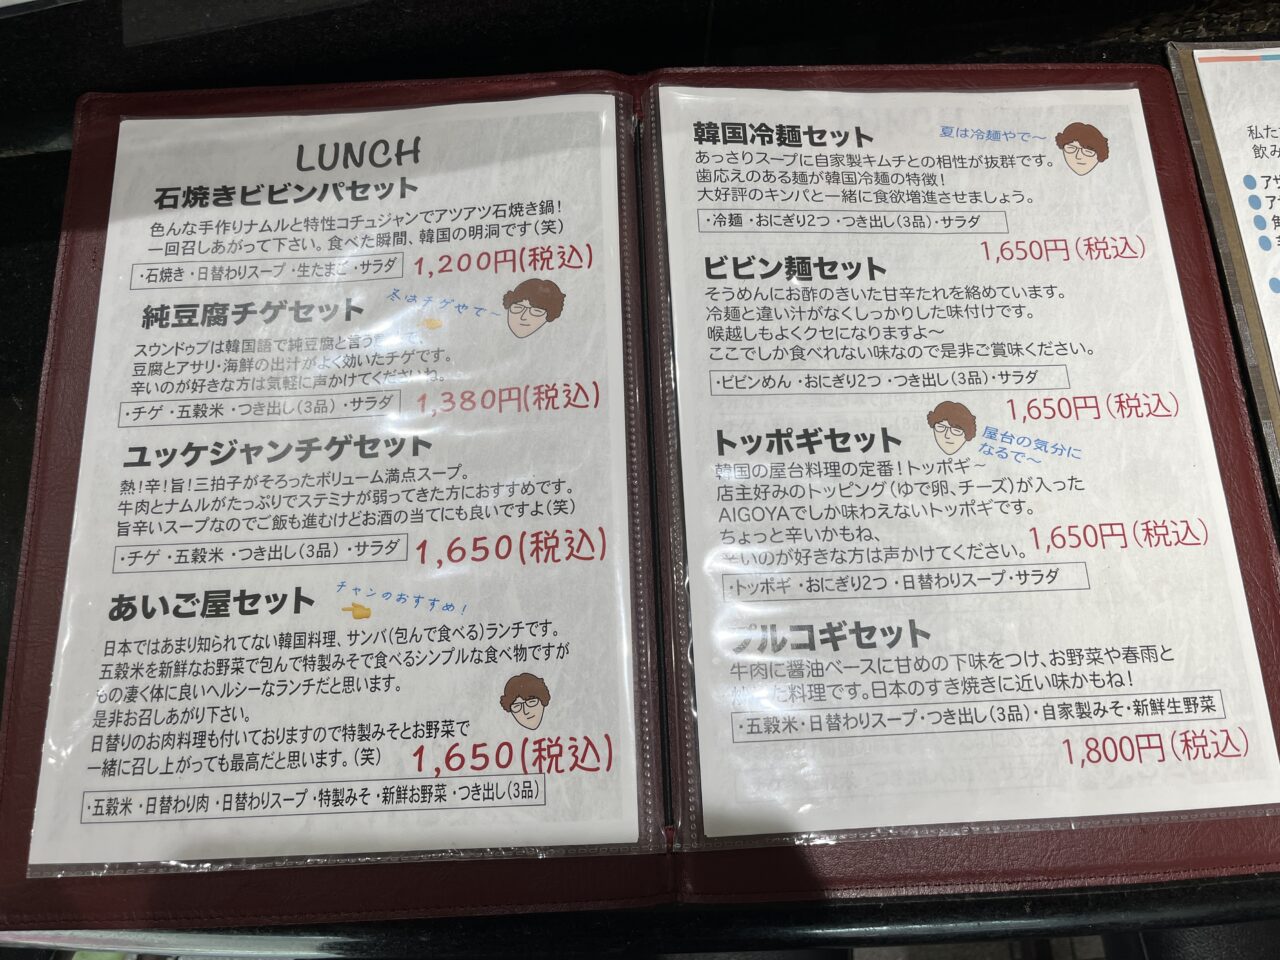 LUNCH
石焼きビビンパセット
色んな手作りナムルと特性コチュジャンでアツアツ石焼き鍋!
一回召しあがって下さい。食べた瞬間、韓国の明洞です(笑)
・石焼き・日替わりスープ・生たまご・サラダ
1,200円(税込)
純豆腐チゲセット
冬はチゲやで〜
スウンドゥブは韓国語で純豆腐と言う
豆腐とアサリ・海鮮の出汁がよく効いたチゲです。
辛いのが好きな方は気軽に声かけてくださいね。
・チゲ・五穀米・つき出し(3品)・サラダ
1,380円(税込)
ユッケジャンチゲセット
熱!辛!旨!三拍子がそろったボリューム満点スープ。
牛肉とナムルがたっぷりでステミナが弱ってきた方におすすめです。
旨辛いスープなのでご飯も進むけどお酒の当てにも良いですよ(笑)
・チゲ・五穀米・つき出し(3品)・サラダ
1,650(税込)
あいご屋セット
チャンのおすすめ!
日本ではあまり知られてない韓国料理、サンパ(包んで食べる)ランチです。
五穀米を新鮮なお野菜で包んで特製みそで食べるシンプルな食べ物ですが
もの凄く体に良いヘルシーなランチだと思います。
是非お召しあがり下さい。
日替りのお肉料理も付いておりますので特製みそとお野菜で
一緒に召し上がっても最高だと思います。(笑)
1,650(税込)
・五穀米・日替わり肉・日替わりスープ・特製みそ・新鮮お野菜・つき出し(3品)
韓国冷麺セット
夏は冷麺やで〜
あっさりスープに自家製キムチとの相性が抜群です。
歯応えのある麺が韓国冷麺の特徴!
大好評のキンパと一緒に食欲増進させましょう。
・冷麺・おにぎり2つ・つき出し(3品)・サラダ
1,650円(税込)
ビビン麺セット
そうめんにお酢のきいた甘辛たれを絡めています。
冷麺と違い汁がなくしっかりした味付けです。
喉越しもよくクセになりますよ〜
ここでしか食べれない味なので是非ご賞味ください。
・ビビンめん・おにぎり2つ・つき出し(3品)・サラダ
1,650円(税込)
トッポギセット
屋台の気分に
なるで〜
韓国の屋台料理の定番!トッポギ〜
店主好みのトッピング(ゆで卵、チーズ)が入った
AIGOYAでしか味わえないトッポギです。
ちょっと辛いかもね、
辛いのが好きな方は声かけてください。
1,650円(税込)
・トッポギ・おにぎり2つ・日替わりスープ・サラダ
プルコギセット
牛肉に醤油ベースに甘めの下味をつけ、お野菜や春雨と
料理です。日本のすき焼きに近い味かもね!
・五穀米・日替わりスープ・つき出し(3品)・自家製みそ・新鮮生野菜
1,800円(税込)
私た
飲み